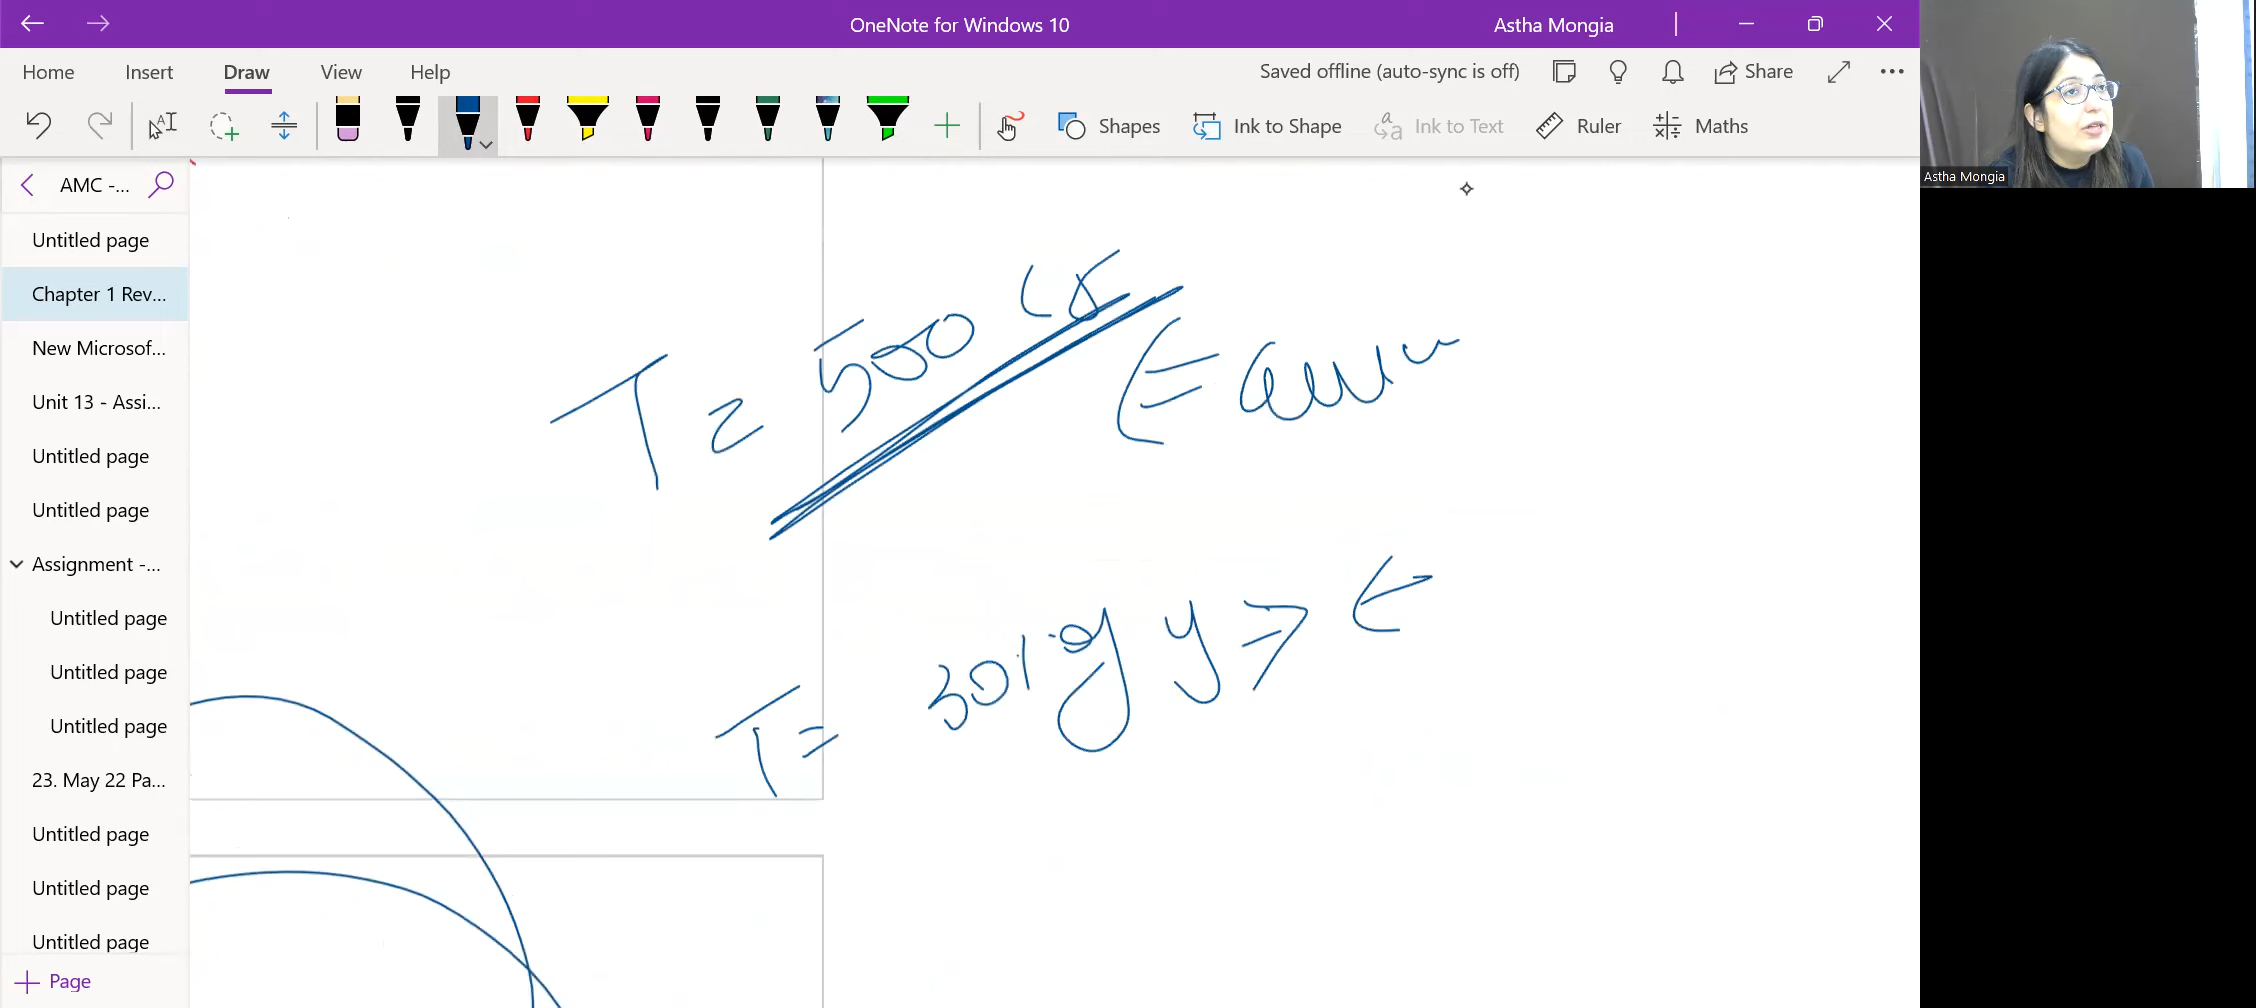 OneNote for Windows 10
Astha Mongia
Home Insert Draw View Help
Saved offline (auto-sync is off) Share
Shapes Ink to Shape Ink to Text Ruler Maths
Astha Mongia
AMC -...
Untitled page
Chapter 1 Rev...
New Microsof...
Unit 13 - Assi...
Untitled page
Untitled page
Assignment -...
Untitled page
Untitled page
Untitled page
23. May 22 Pa...
Untitled page
Untitled page
Untitled page
Page
T = 500 cr
T = 30% of y => E